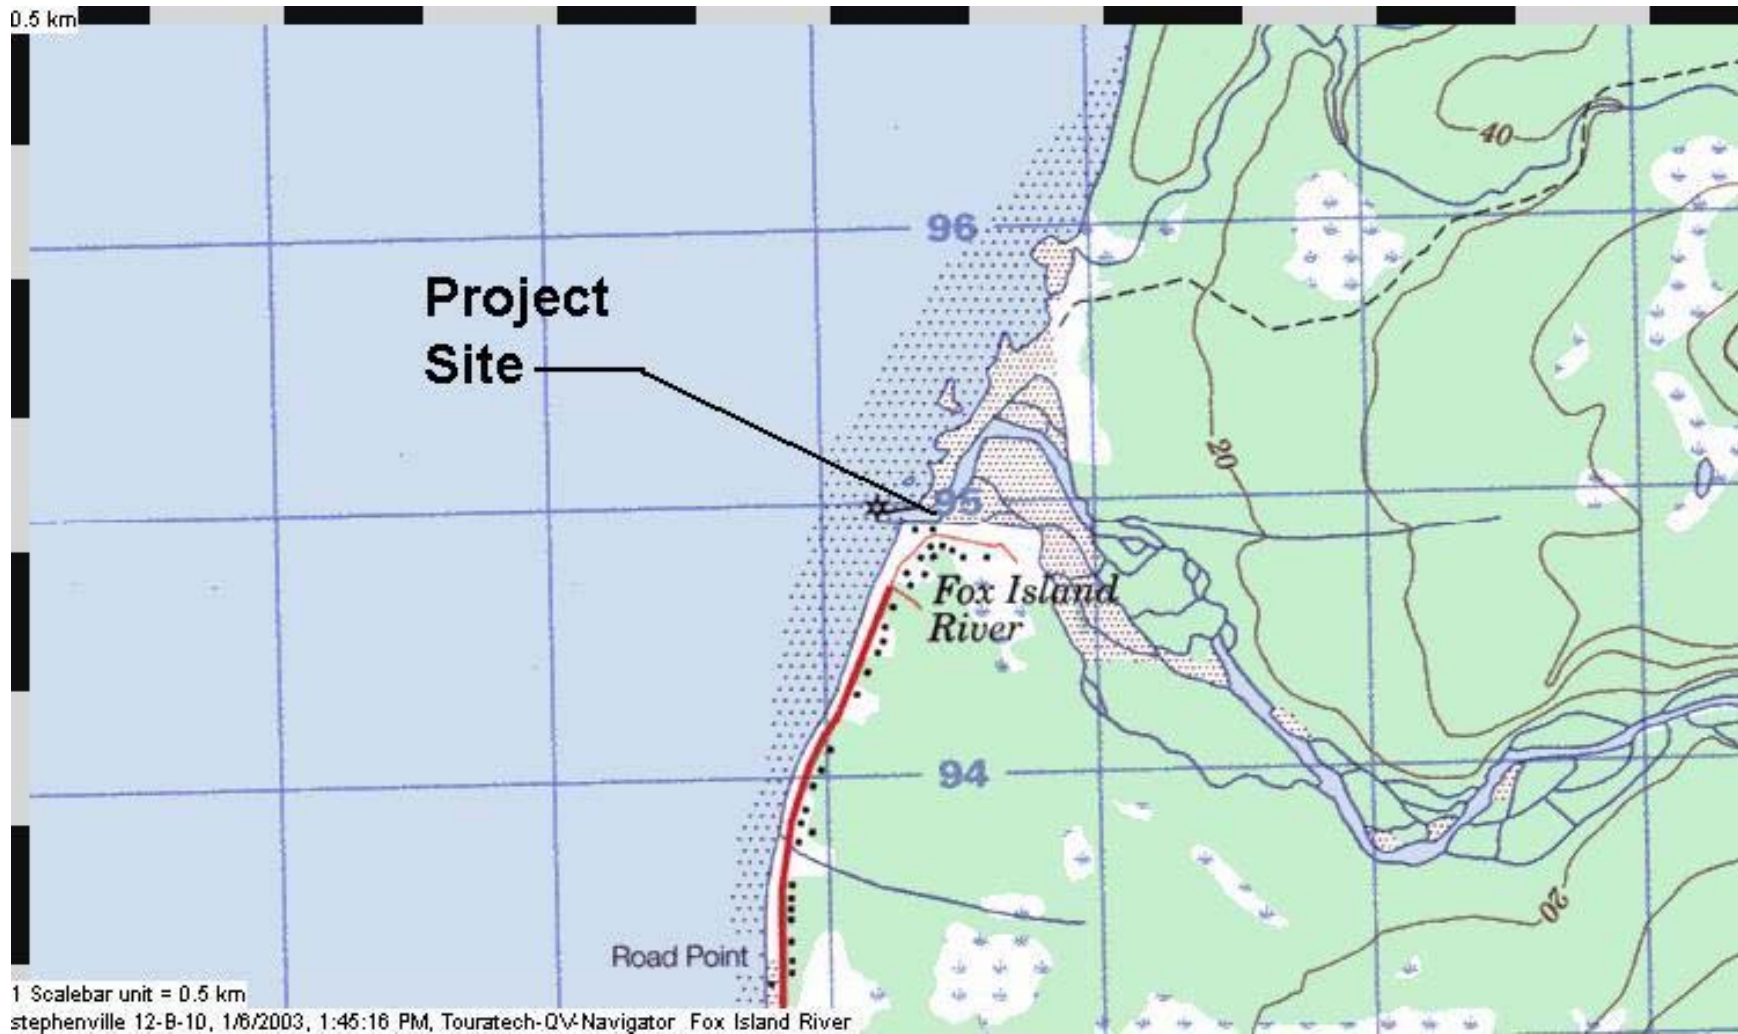 0.5 km
40
96
Project
Site
20
95
Fox Island
River
94
20
Road Point
1 Scalebar unit = 0.5 km
stephenville 12-B-10, 1/6/2003, 1:45:16 PM, Touratech-QV-Navigator Fox Island River